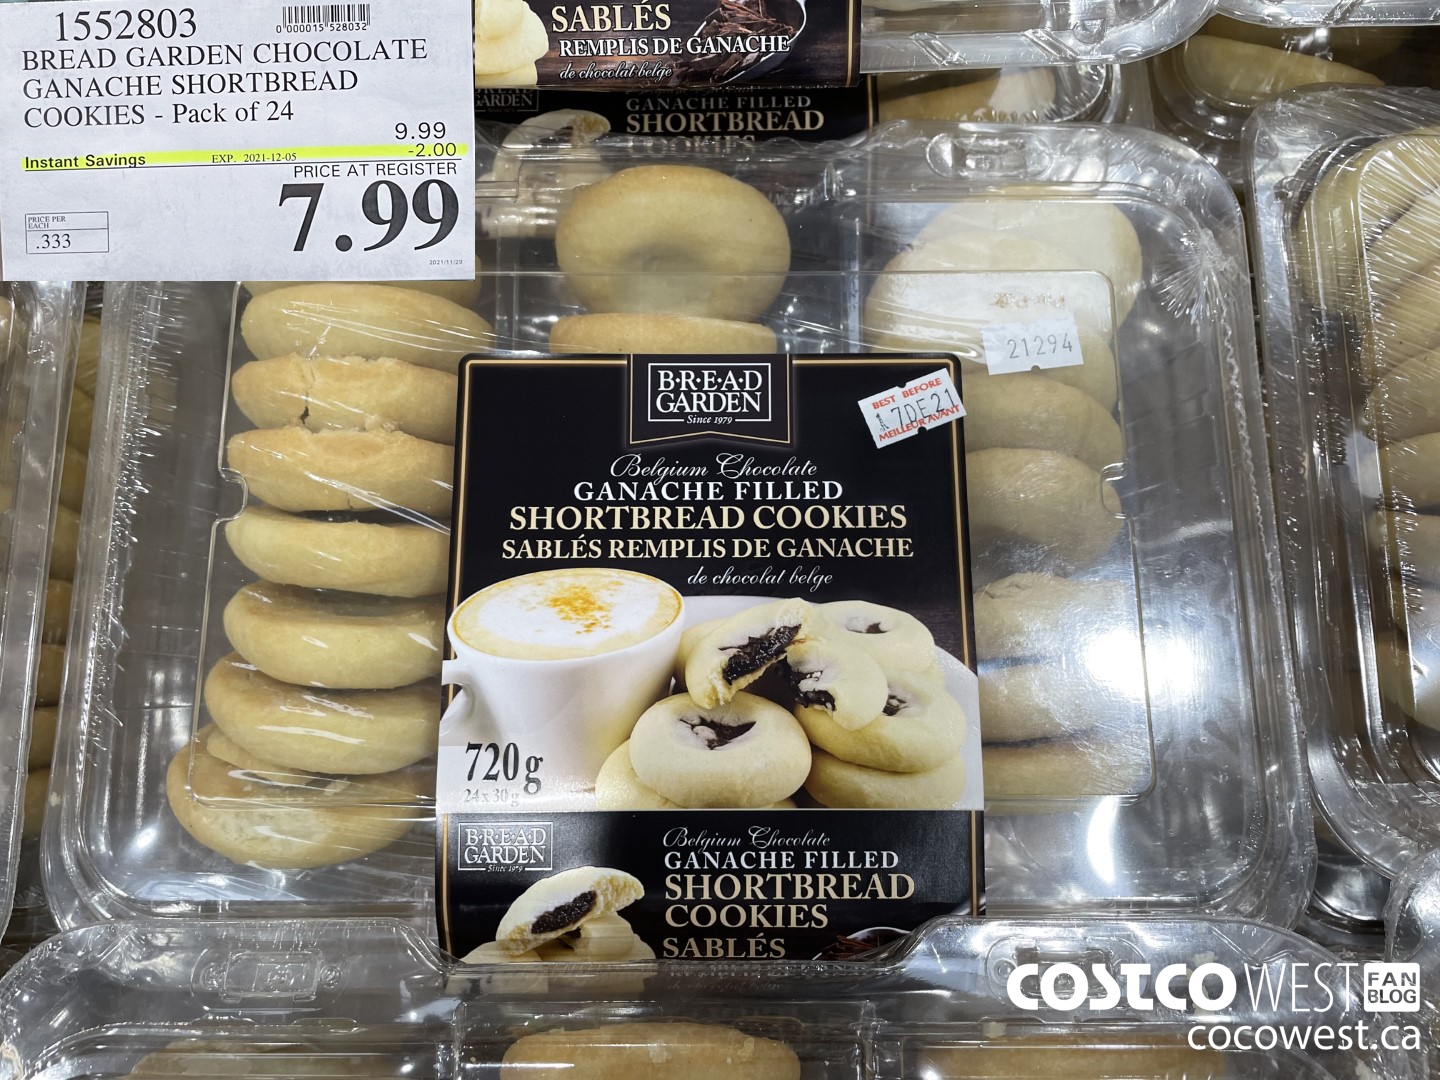 1552803
0"000015"528032"
BREAD GARDEN CHOCOLATE
GANACHE SHORTBREAD
COOKIES - Pack of 24
9.99
Instant Savings EXP. 2021-12-05 -2.00
PRICE AT REGISTER
7.99
PRICE PER
EACH
.333
2021/11/29
SABLÉS
REMPLIS DE GANACHE
de chocolat belge
GARDEN
GANACHE FILLED
SHORTBREAD
COOKIES
21294
B·R·E·A·D
GARDEN
Since 1979
BEST BEFORE
17DE21
MEILLEUR AVANT
Belgium Chocolate
GANACHE FILLED
SHORTBREAD COOKIES
SABLÉS REMPLIS DE GANACHE
de chocolat belge
720g
24x30g
B·R·E·A·D
GARDEN
Since 1979
Belgium Chocolate
GANACHE FILLED
SHORTBREAD
COOKIES
SABLÉS
COSTCO WEST FAN BLOG
cocowest.ca